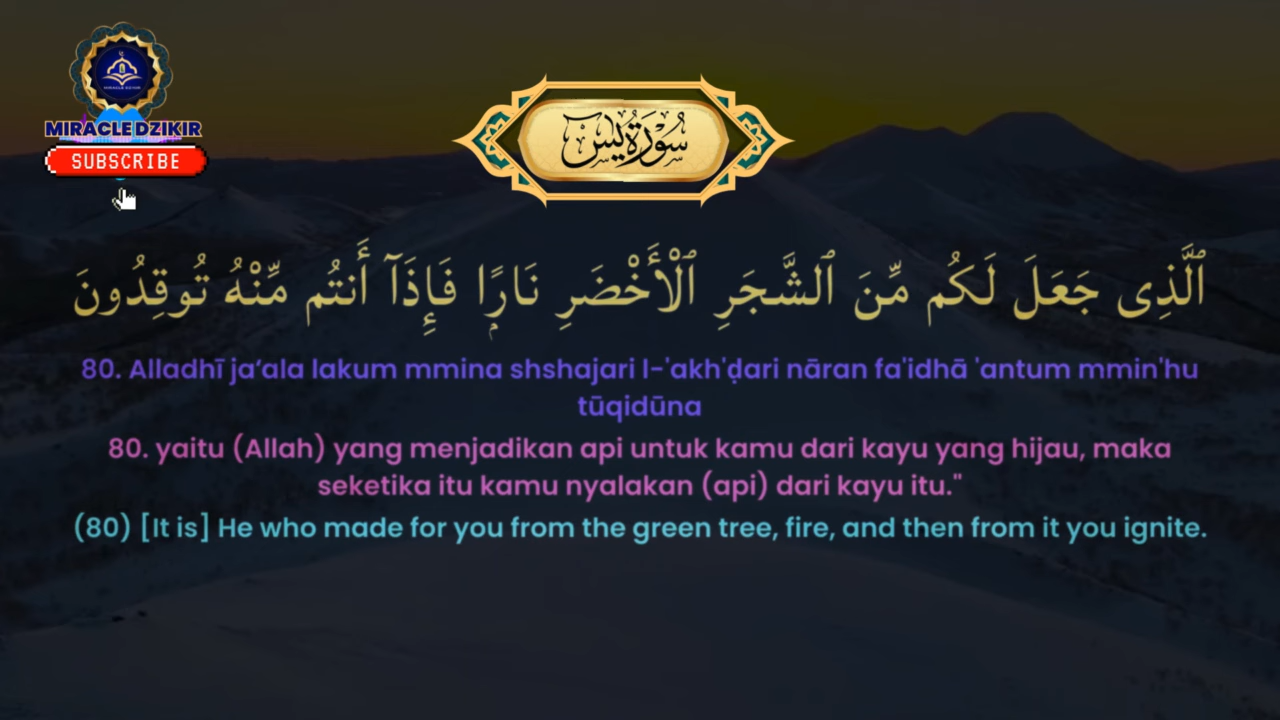 MIRACLE DZIKIR
MIRACLEDZIKIR
SUBSCRIBE
سُورَةُ يسٓ
ٱلَّذِى جَعَلَ لَكُم مِّنَ ٱلشَّجَرِ ٱلْأَخْضَرِ نَارًۭا فَإِذَآ أَنتُم مِّنْهُ تُوقِدُونَ
80. Alladhī ja‘ala lakum mmina shshajari l-'akh'ḍari nāran fa'idhā 'antum mmin'hu
tūqidūna
80. yaitu (Allah) yang menjadikan api untuk kamu dari kayu yang hijau, maka
seketika itu kamu nyalakan (api) dari kayu itu."
(80) [It is] He who made for you from the green tree, fire, and then from it you ignite.